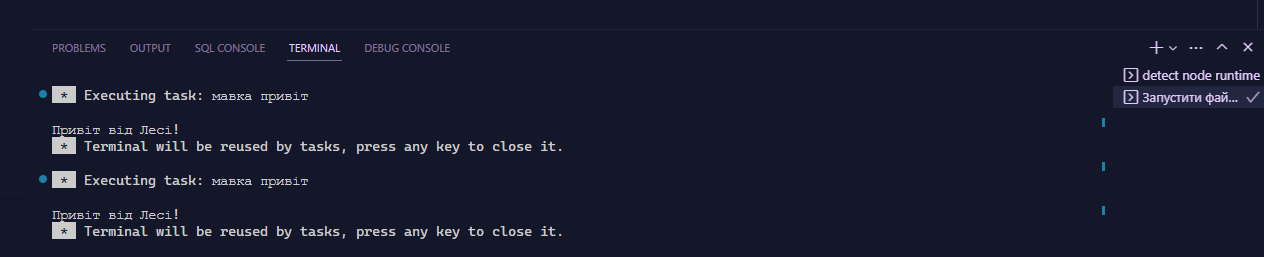 PROBLEMS OUTPUT SQL CONSOLE TERMINAL DEBUG CONSOLE
detect node runtime
Запустити фай...
* Executing task: мавка привіт
Привіт від Лесі!
* Terminal will be reused by tasks, press any key to close it.
* Executing task: мавка привіт
Привіт від Лесі!
* Terminal will be reused by tasks, press any key to close it.